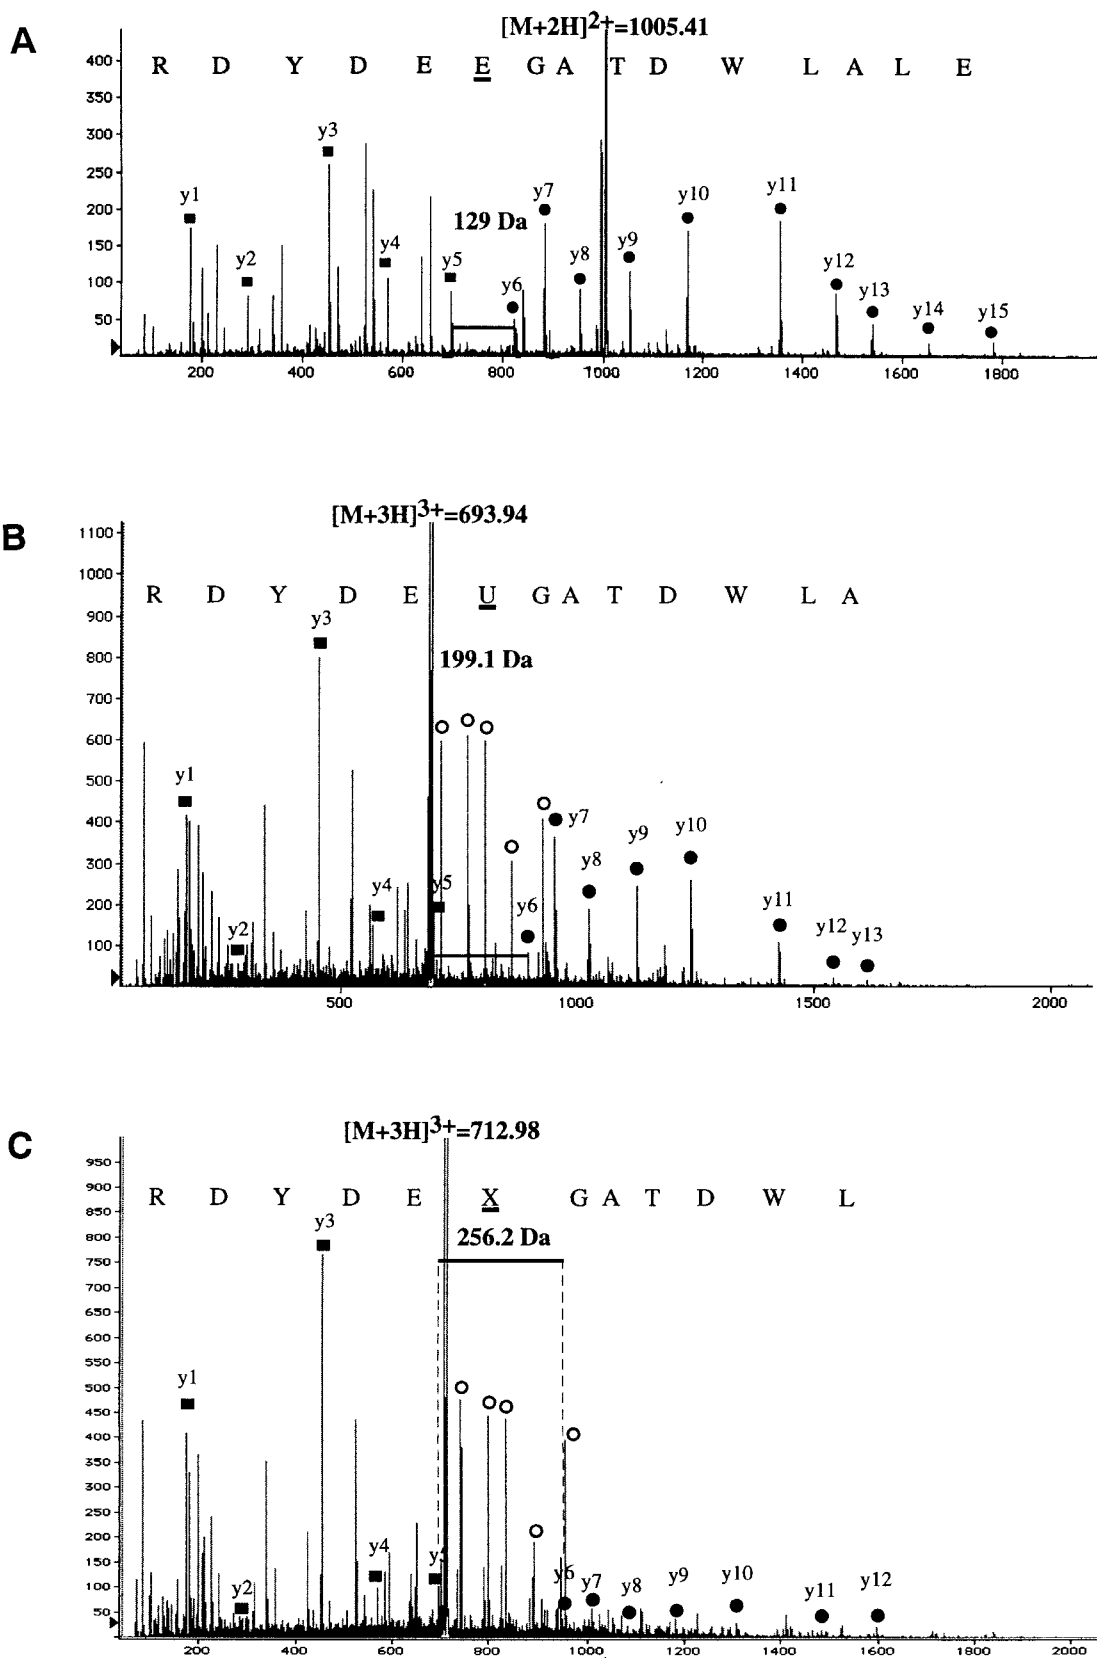 A
[M+2H]2+=1005.41
R D Y D E E G A T D W L A L E
400
350
300
250
200
150
100
50
y1
y2
y3
y4
y5
129 Da
y6
y7
y8
y9
y10
y11
y12
y13
y14
y15
200 400 600 800 1000 1200 1400 1600 1800
B
[M+3H]3+=693.94
R D Y D E U G A T D W L A
1100
1000
900
800
700
600
500
400
300
200
100
y1
y2
y3
y4
y5
199.1 Da
y6
y7
y8
y9
y10
y11
y12
y13
500 1000 1500 2000
C
[M+3H]3+=712.98
R D Y D E X G A T D W L
256.2 Da
950
900
850
800
750
700
650
600
550
500
450
400
350
300
250
200
150
100
50
y1
y2
y3
y4
y5
y6
y7
y8
y9
y10
y11
y12
200 400 600 800 1000 1200 1400 1600 1800 2000